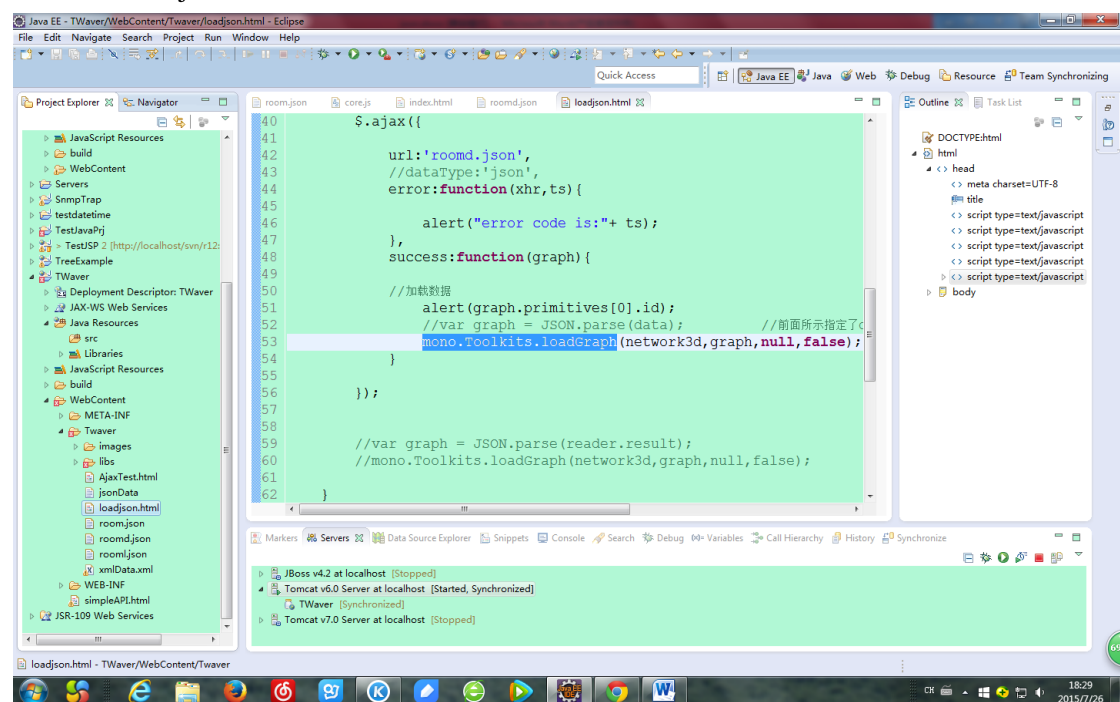 Java EE - TWaver/WebContent/Twaver/loadjson.html - Eclipse
File Edit Navigate Search Project Run Window Help
Quick Access
Java EE Java Web Debug Resource Team Synchronizing
Project Explorer Navigator
JavaScript Resources
build
WebContent
Servers
SnmpTrap
testdatetime
TestJavaPrj
> TestJSP 2 [http://localhost/svn/r12:
TreeExample
TWaver
Deployment Descriptor: TWaver
JAX-WS Web Services
Java Resources
src
Libraries
JavaScript Resources
build
WebContent
META-INF
Twaver
images
libs
AjaxTest.html
jsonData
loadjson.html
room.json
roomd.json
rooml.json
xmlData.xml
WEB-INF
simpleAPI.html
JSR-109 Web Services
room.json core.js index.html roomd.json loadjson.html
40 $.ajax({
41
42 url:'roomd.json',
43 //dataType:'json',
44 error:function(xhr,ts){
45
46 alert("error code is:"+ ts);
47 },
48 success:function(graph){
49
50 //加载数据
51 alert(graph.primitives[0].id);
52 //var graph = JSON.parse(data); //前面所示指定了
53 mono.Toolkits.loadGraph(network3d,graph,null,false);
54 }
55
56 });
57
58
59 //var graph = JSON.parse(reader.result);
60 //mono.Toolkits.loadGraph(network3d,graph,null,false);
61
62 }
Outline Task List
DOCTYPE:html
html
head
meta charset=UTF-8
title
script type=text/javascript
script type=text/javascript
script type=text/javascript
script type=text/javascript
script type=text/javascript
body
Markers Servers Data Source Explorer Snippets Console Search Debug Variables Call Hierarchy History Synchronize
JBoss v4.2 at localhost [Stopped]
Tomcat v6.0 Server at localhost [Started, Synchronized]
TWaver [Synchronized]
Tomcat v7.0 Server at localhost [Stopped]
loadjson.html - TWaver/WebContent/Twaver
CH
18:29
2015/7/26